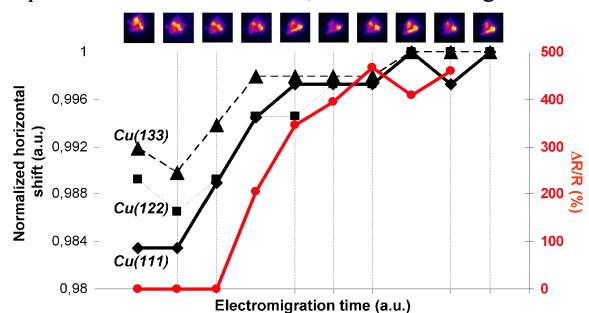 1
0,996
0,992
0,988
0,984
0,98
Normalized horizontal
shift (a.u.)
Cu(133)
Cu(122)
Cu(111)
500
400
300
200
100
0
ΔR/R (%)
Electromigration time (a.u.)